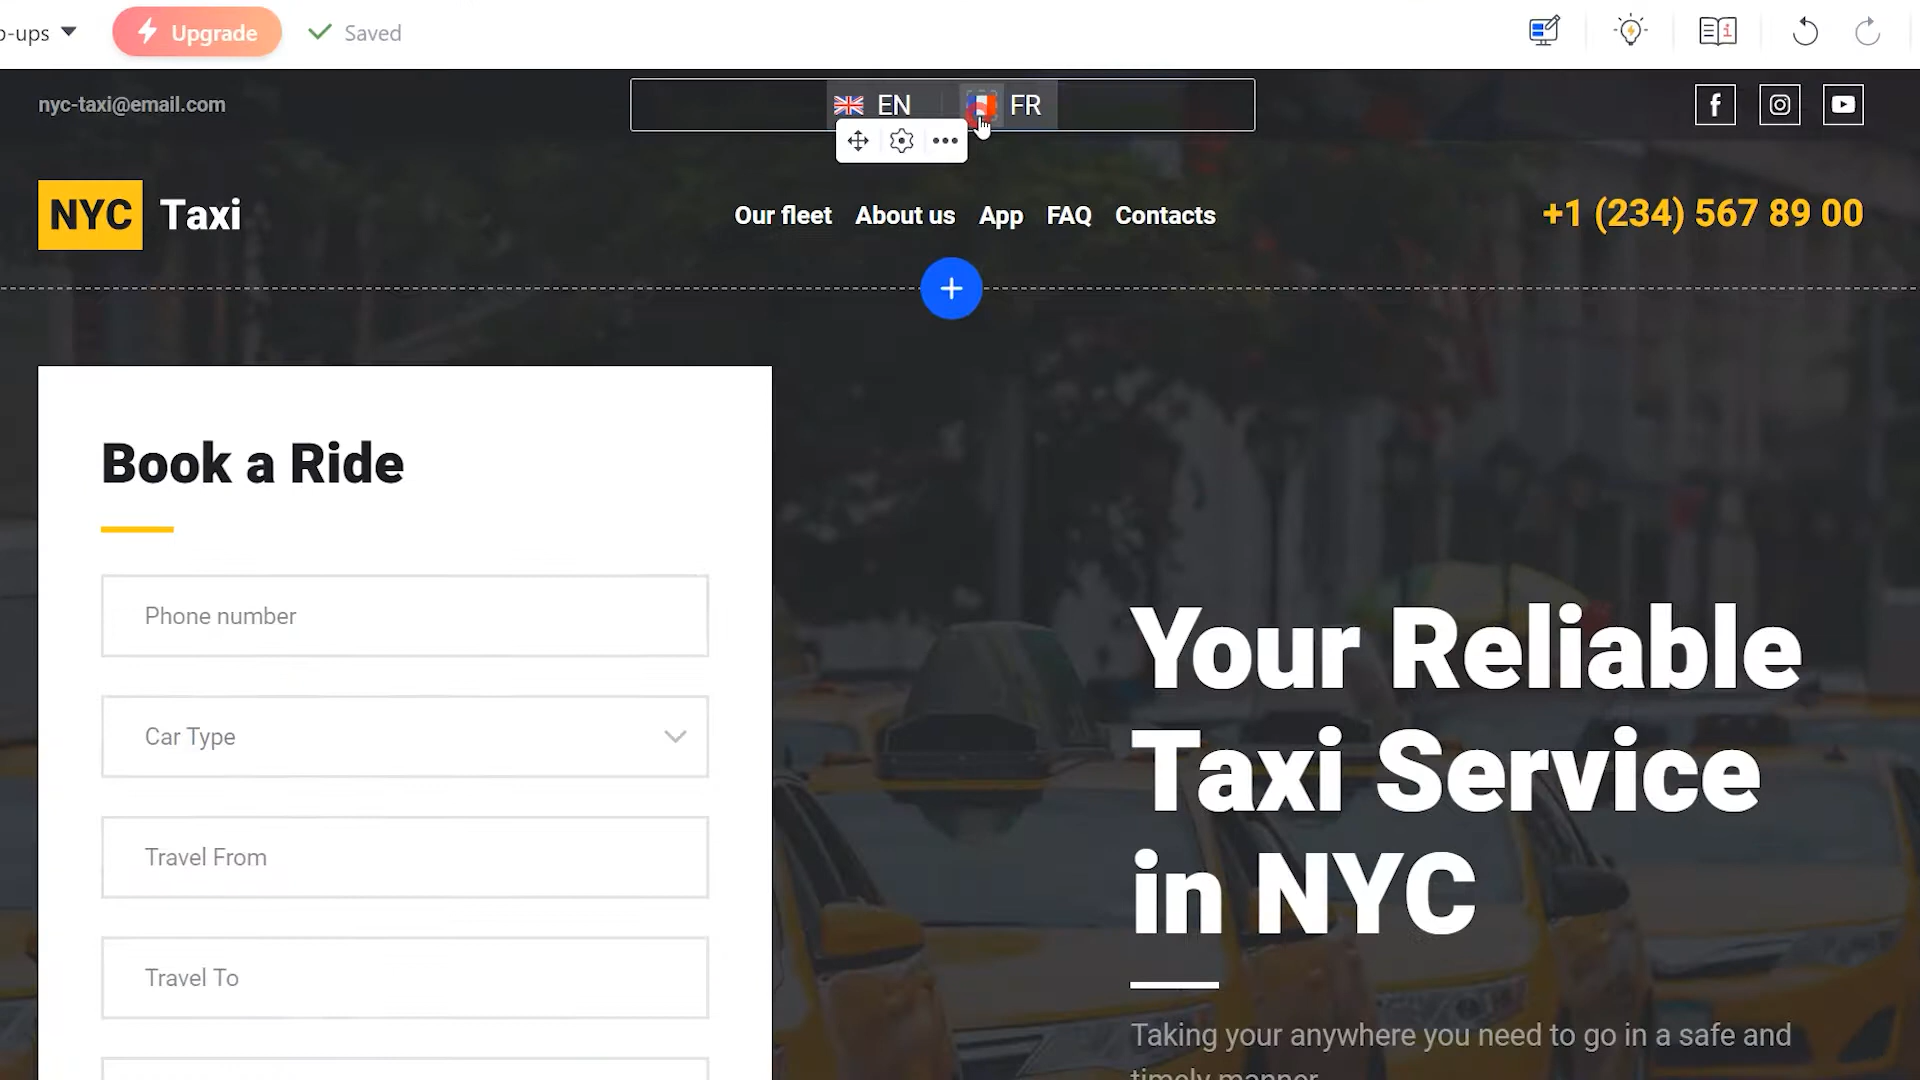 Upgrade
Saved
nyc-taxi@email.com
EN
FR
NYC Taxi
Our fleet
About us
App
FAQ
Contacts
+1 (234) 567 89 00
Book a Ride
Phone number
Car Type
Travel From
Travel To
Your Reliable
Taxi Service
in NYC
Taking your anywhere you need to go in a safe and
timely manner